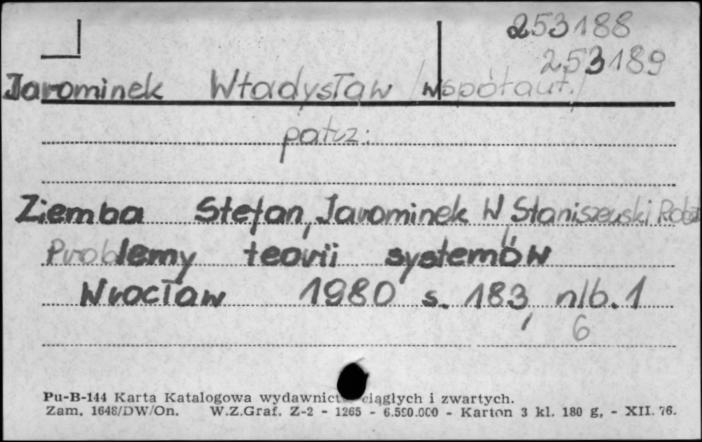 253188
253189
Jarominek Władysław /współaut./
patrz:
Ziemba Stefan, Jarominek W, Staniszewski
Problemy teorii systemów
Wrocław 1980 s. 183, nlb. 1
6
Pu-B-144 Karta Katalogowa wydawnictw ciągłych i zwartych.
Zam. 1648/DW/On. W.Z.Graf. Z-2 - 1265 - 6.550.000 - Karton 3 kl. 180 g. - XII. 76.